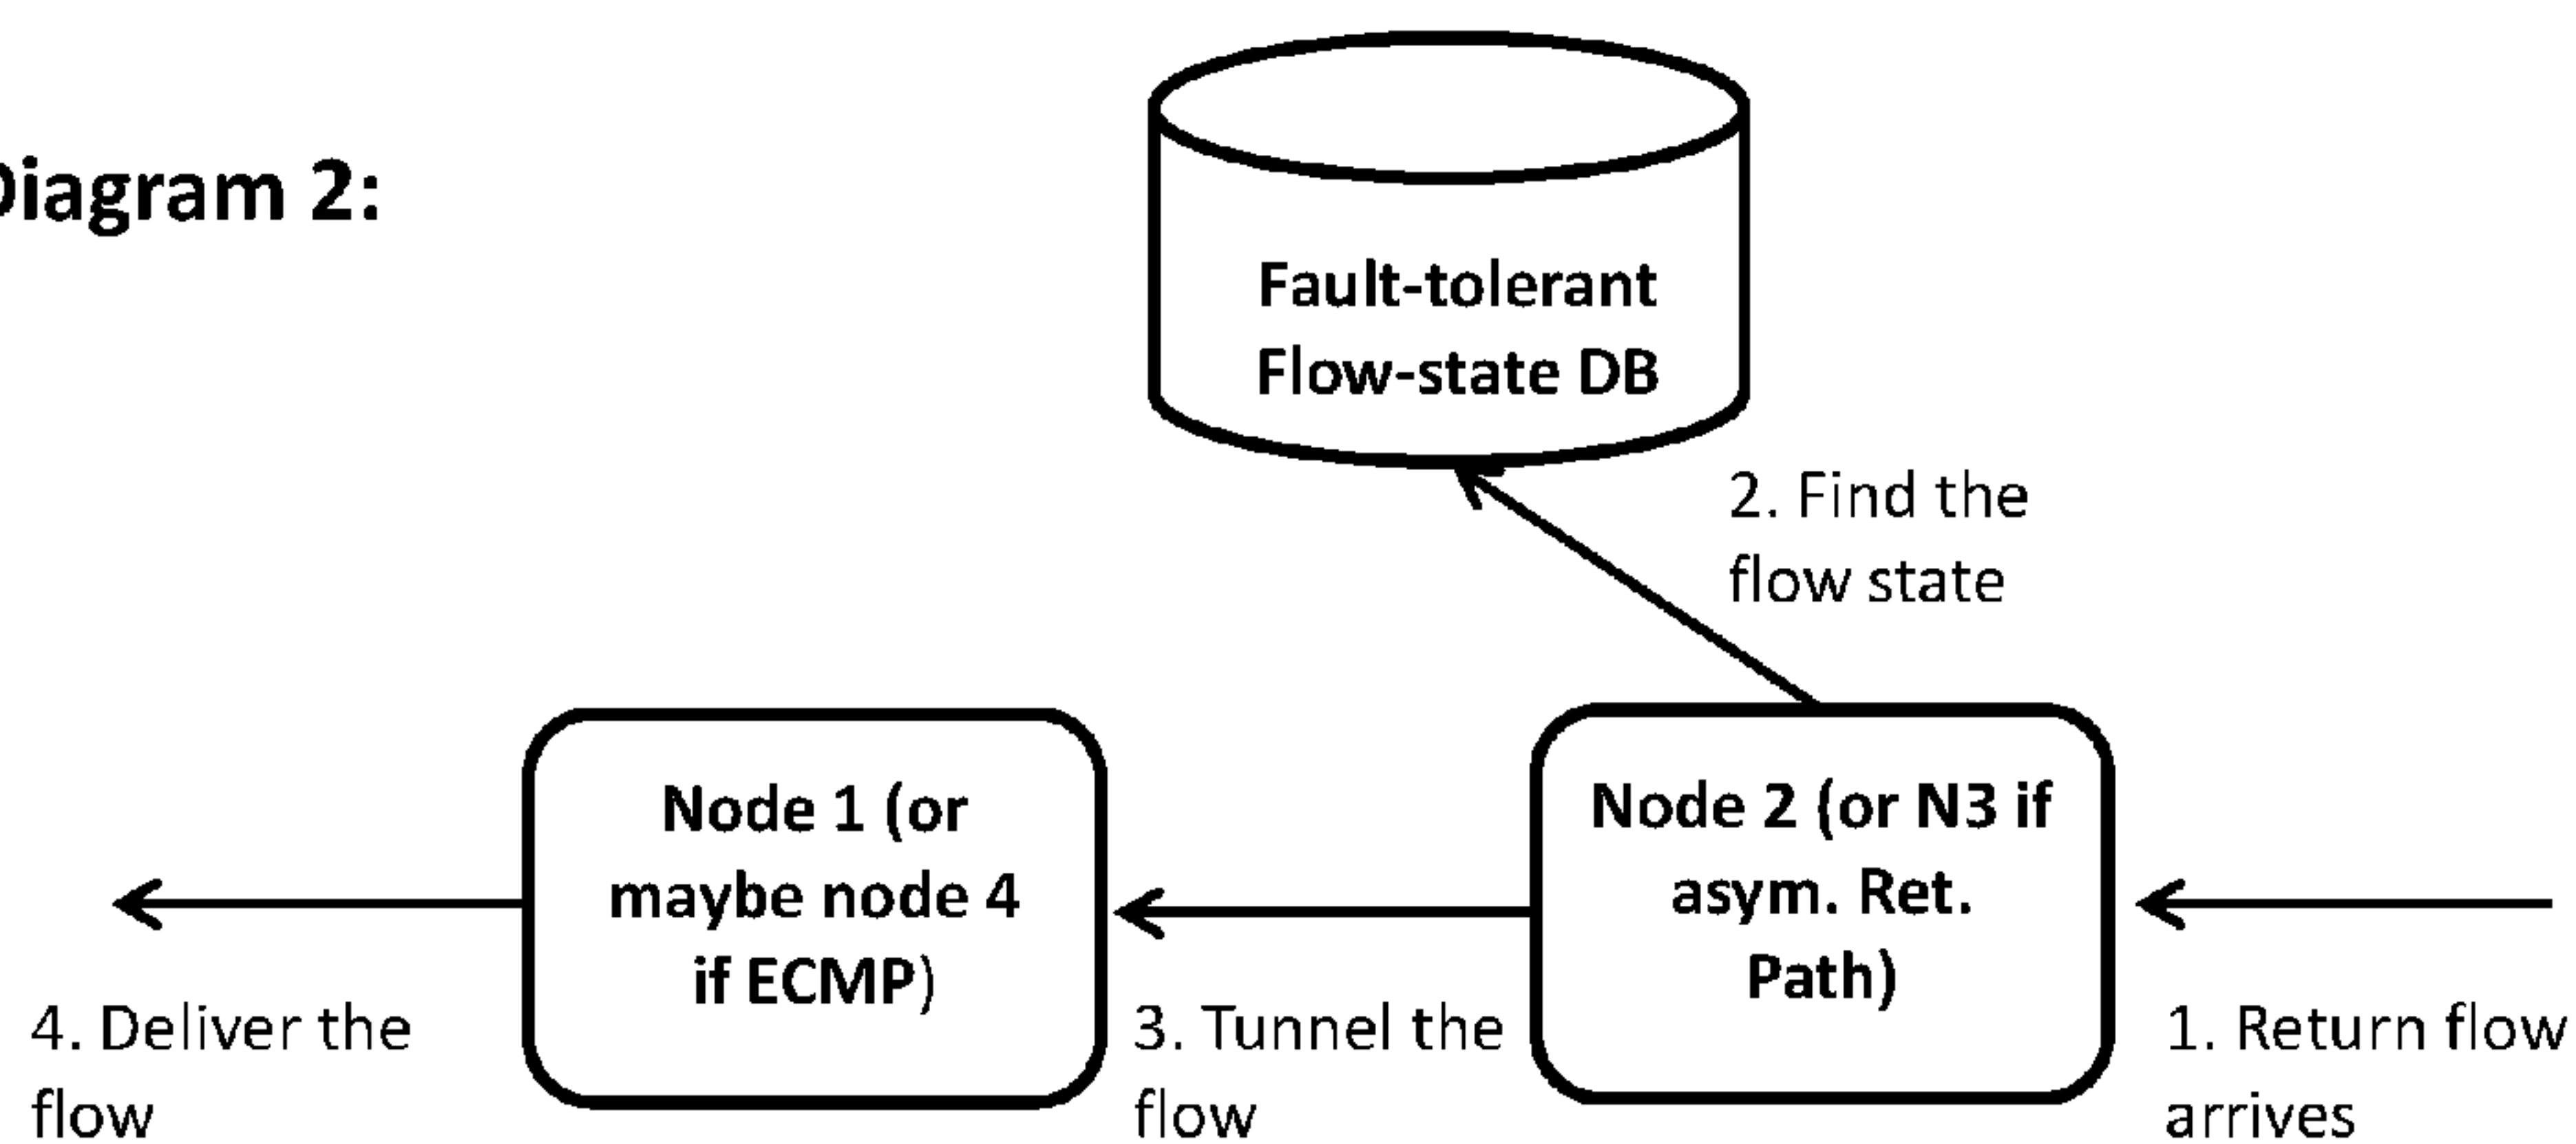 Diagram 2:
Fault-tolerant
Flow-state DB
2. Find the
flow state
Node 1 (or
maybe node 4
if ECMP)
Node 2 (or N3 if
asym. Ret.
Path)
4. Deliver the
flow
3. Tunnel the
flow
1. Return flow
arrives